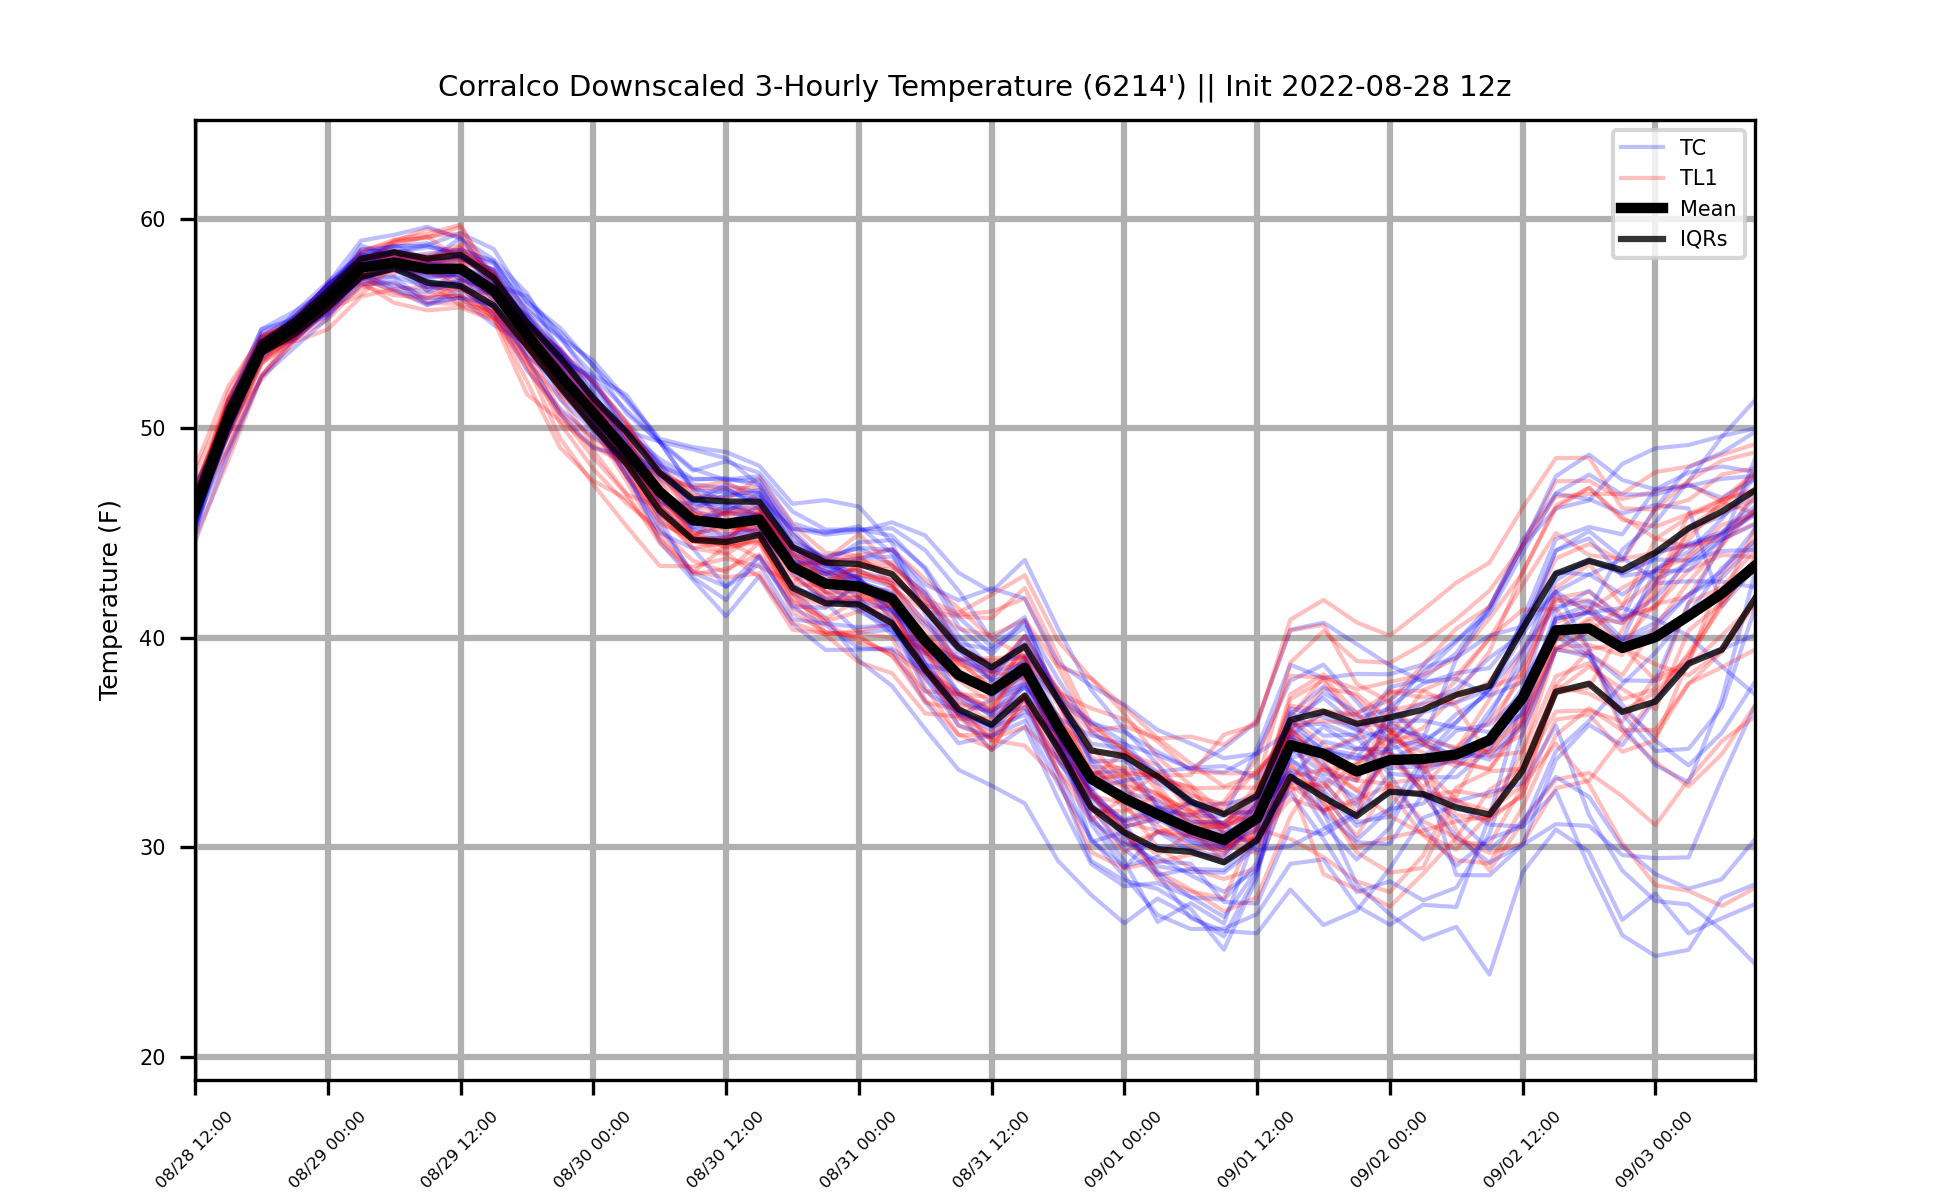 Corralco Downscaled 3-Hourly Temperature (6214') || Init 2022-08-28 12z
TC
TL1
Mean
IQRs
Temperature (F)
60
50
40
30
20
08/28 12:00
08/29 00:00
08/29 12:00
08/30 00:00
08/30 12:00
08/31 00:00
08/31 12:00
09/01 00:00
09/01 12:00
09/02 00:00
09/02 12:00
09/03 00:00